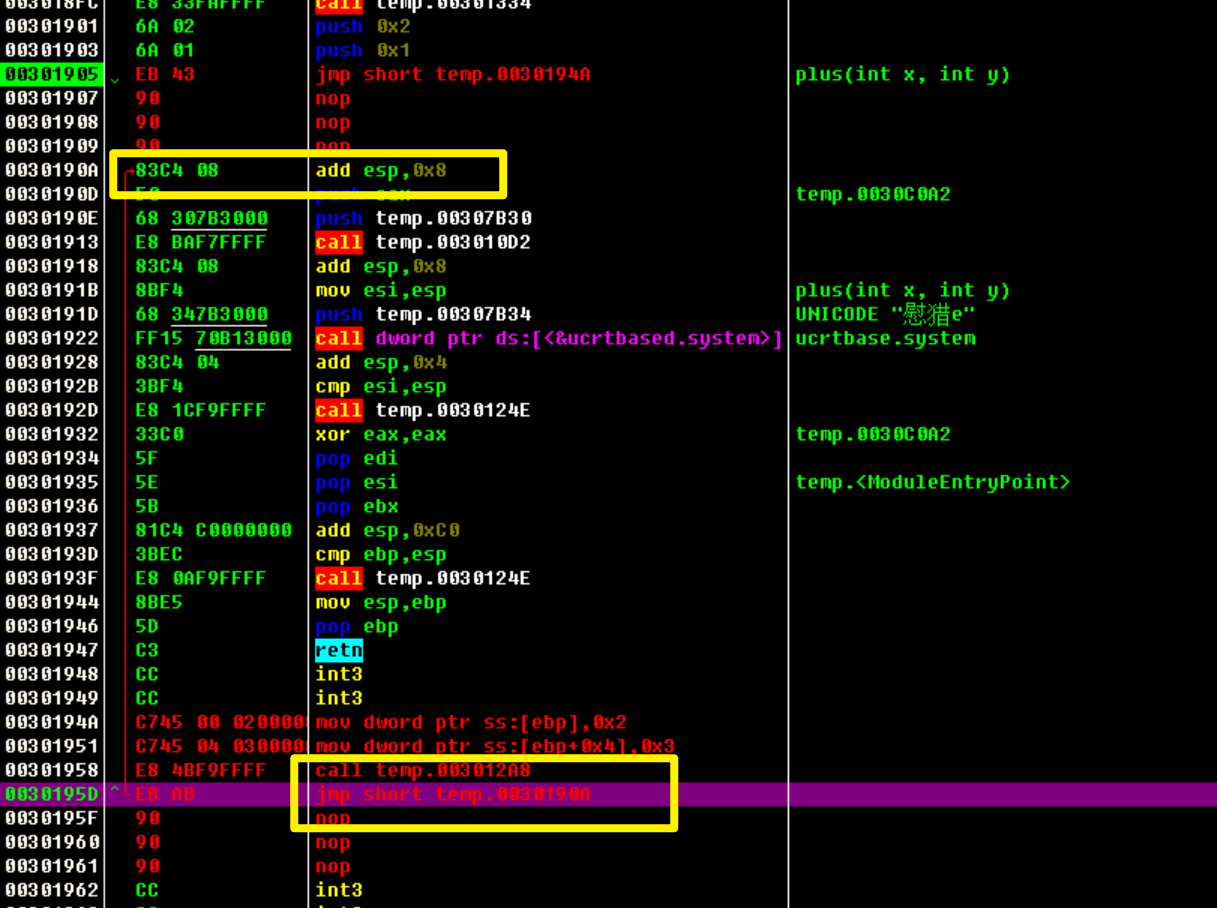 003018FC E8 33FAFFFF call temp.00301334
00301901 6A 02 push 0x2
00301903 6A 01 push 0x1
00301905 EB 43 jmp short temp.0030194A plus(int x, int y)
00301907 90 nop
00301908 90 nop
00301909 90 nop
0030190A 83C4 08 add esp,0x8
0030190D 50 push eax temp.0030C0A2
0030190E 68 307B3000 push temp.00307B30
00301913 E8 BAF7FFFF call temp.003010D2
00301918 83C4 08 add esp,0x8
0030191B 8BF4 mov esi,esp plus(int x, int y)
0030191D 68 347B3000 push temp.00307B34 UNICODE "慰猎e"
00301922 FF15 70B13000 call dword ptr ds:[<&ucrtbased.system>] ucrtbase.system
00301928 83C4 04 add esp,0x4
0030192B 3BF4 cmp esi,esp
0030192D E8 1CF9FFFF call temp.0030124E
00301932 33C0 xor eax,eax temp.0030C0A2
00301934 5F pop edi
00301935 5E pop esi temp.<ModuleEntryPoint>
00301936 5B pop ebx
00301937 81C4 C0000000 add esp,0xC0
0030193D 3BEC cmp ebp,esp
0030193F E8 0AF9FFFF call temp.0030124E
00301944 8BE5 mov esp,ebp
00301946 5D pop ebp
00301947 C3 retn
00301948 CC int3
00301949 CC int3
0030194A C745 00 020000 mov dword ptr ss:[ebp],0x2
00301951 C745 04 030000 mov dword ptr ss:[ebp+0x4],0x3
00301958 E8 4BF9FFFF call temp.003012A8
0030195D EB AB jmp short temp.0030190A
0030195F 90 nop
00301960 90 nop
00301961 90 nop
00301962 CC int3